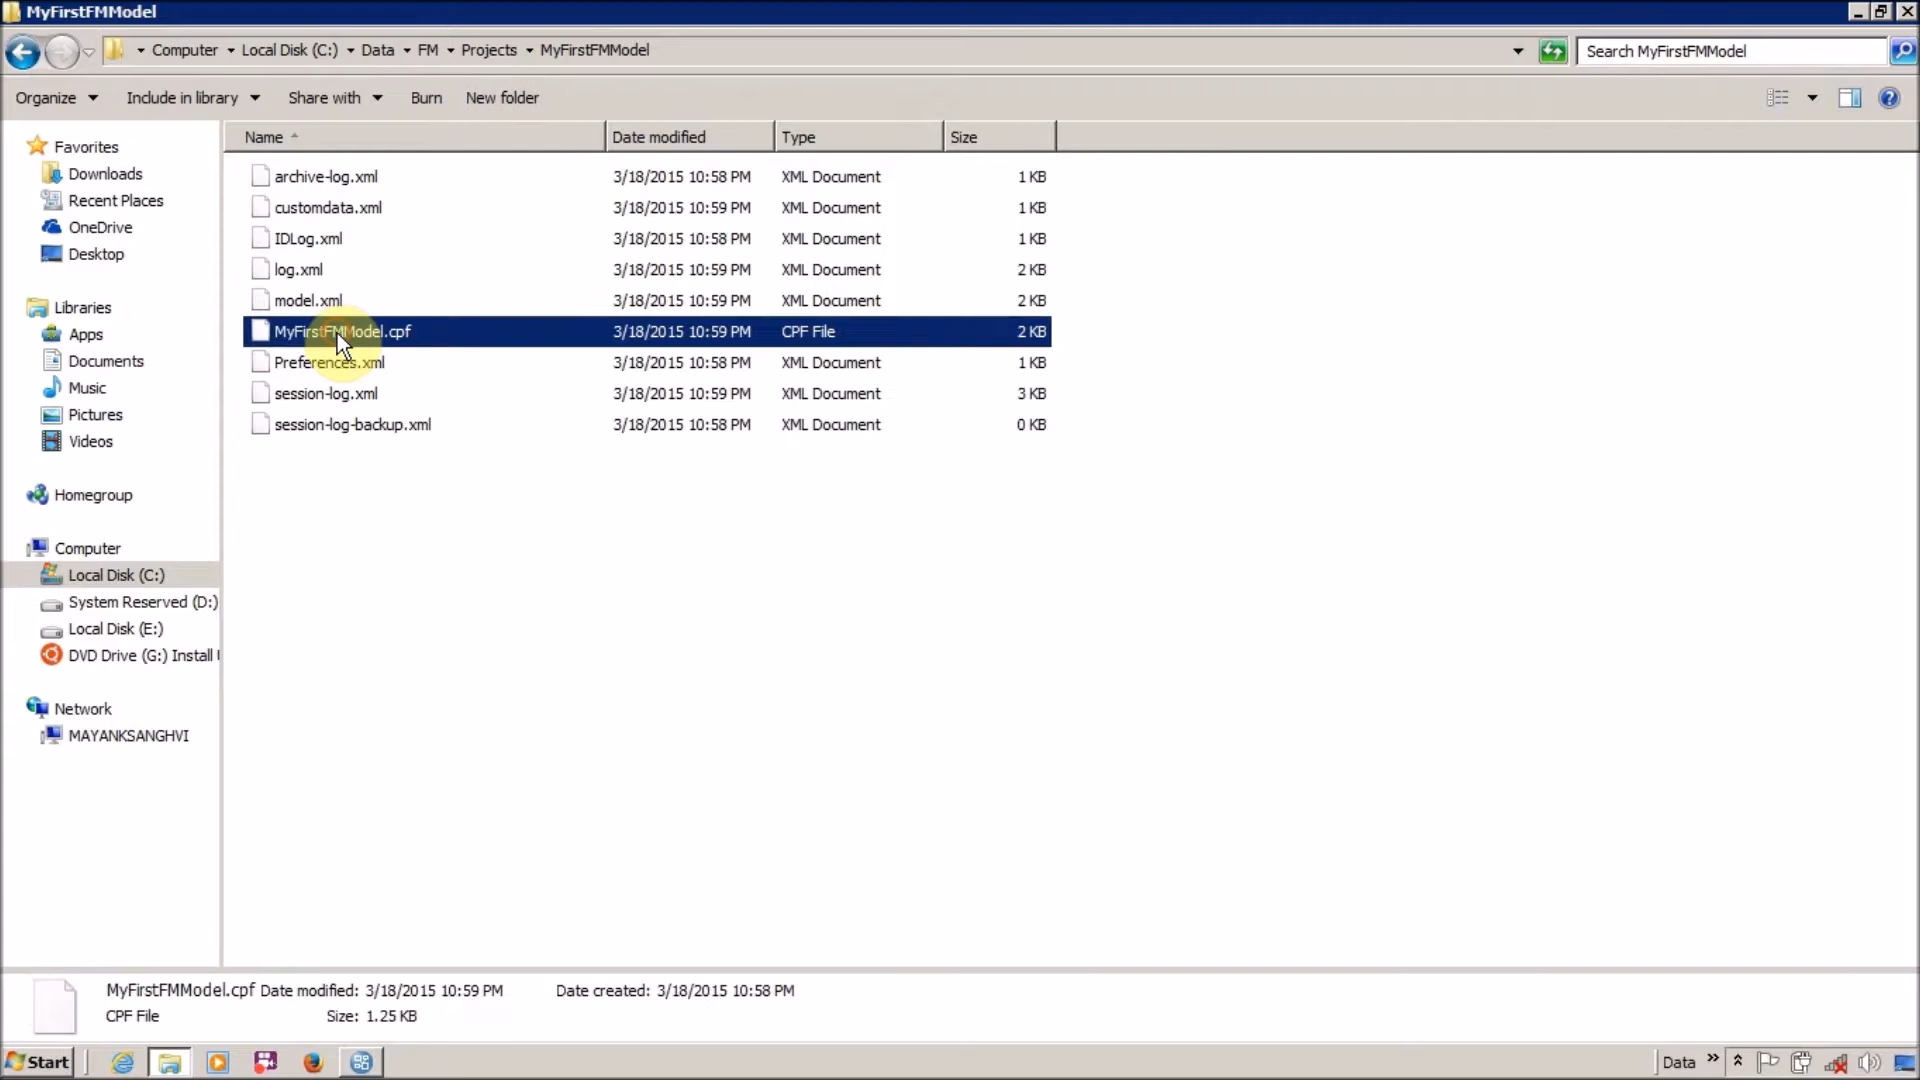 MyFirstFMModel
Computer Local Disk (C:) Data FM Projects MyFirstFMModel Search MyFirstFMModel
Organize Include in library Share with Burn New folder
Name Date modified Type Size
Favorites
Downloads
Recent Places
OneDrive
Desktop
Libraries
Apps
Documents
Music
Pictures
Videos
Homegroup
Computer
Local Disk (C:)
System Reserved (D:)
Local Disk (E:)
DVD Drive (G:) Install
Network
MAYANKSANGHVI
archive-log.xml 3/18/2015 10:58 PM XML Document 1 KB
customdata.xml 3/18/2015 10:59 PM XML Document 1 KB
IDLog.xml 3/18/2015 10:58 PM XML Document 1 KB
log.xml 3/18/2015 10:59 PM XML Document 2 KB
model.xml 3/18/2015 10:59 PM XML Document 2 KB
MyFirstFMModel.cpf 3/18/2015 10:59 PM CPF File 2 KB
Preferences.xml 3/18/2015 10:58 PM XML Document 1 KB
session-log.xml 3/18/2015 10:59 PM XML Document 3 KB
session-log-backup.xml 3/18/2015 10:58 PM XML Document 0 KB
MyFirstFMModel.cpf Date modified: 3/18/2015 10:59 PM Date created: 3/18/2015 10:58 PM
CPF File Size: 1.25 KB
Start Data